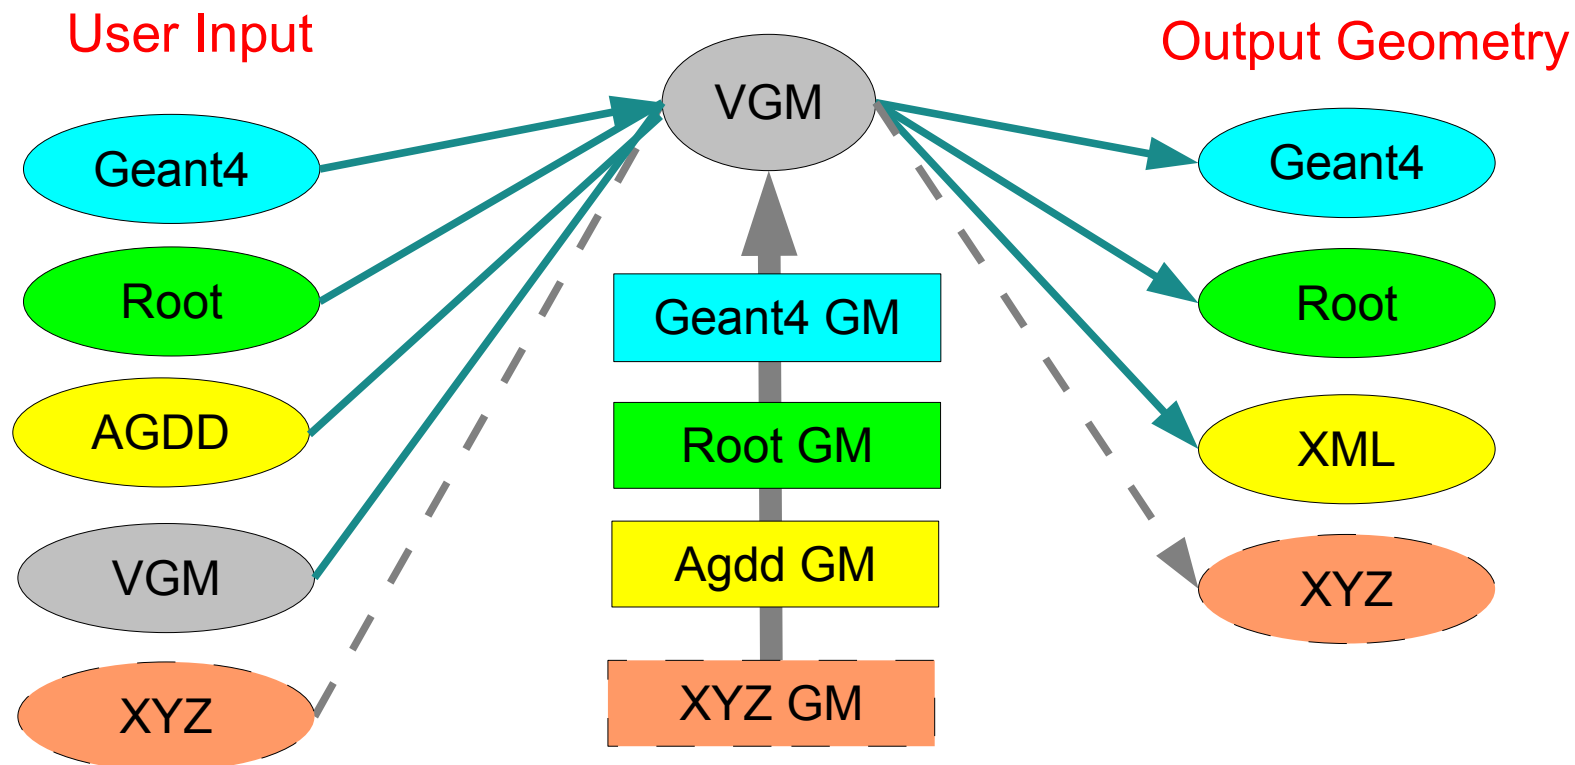 User Input
Geant4
Root
AGDD
VGM
XYZ
VGM
Geant4 GM
Root GM
Agdd GM
XYZ GM
Output Geometry
Geant4
Root
XML
XYZ